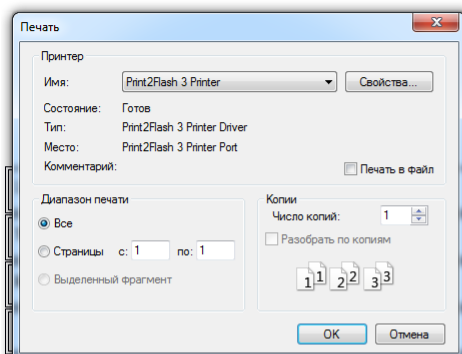 Печать
Принтер
Имя: Print2Flash 3 Printer Свойства...
Состояние: Готов
Тип: Print2Flash 3 Printer Driver
Место: Print2Flash 3 Printer Port
Комментарий: Печать в файл
Диапазон печати
Все
Страницы с: 1 по: 1
Выделенный фрагмент
Копии
Число копий: 1
Разобрать по копиям
1 1 2 2 3 3
OK Отмена